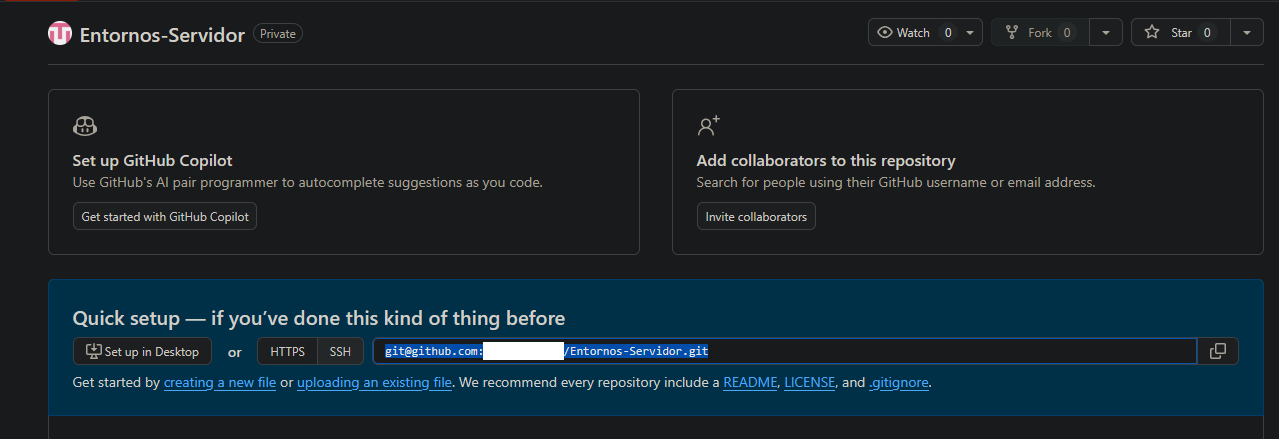 Entornos-Servidor Private Watch 0 Fork 0 Star 0
Set up GitHub Copilot
Use GitHub's AI pair programmer to autocomplete suggestions as you code.
Get started with GitHub Copilot
Add collaborators to this repository
Search for people using their GitHub username or email address.
Invite collaborators
Quick setup — if you've done this kind of thing before
Set up in Desktop or HTTPS SSH git@github.com: /Entornos-Servidor.git
Get started by creating a new file or uploading an existing file. We recommend every repository include a README, LICENSE, and .gitignore.